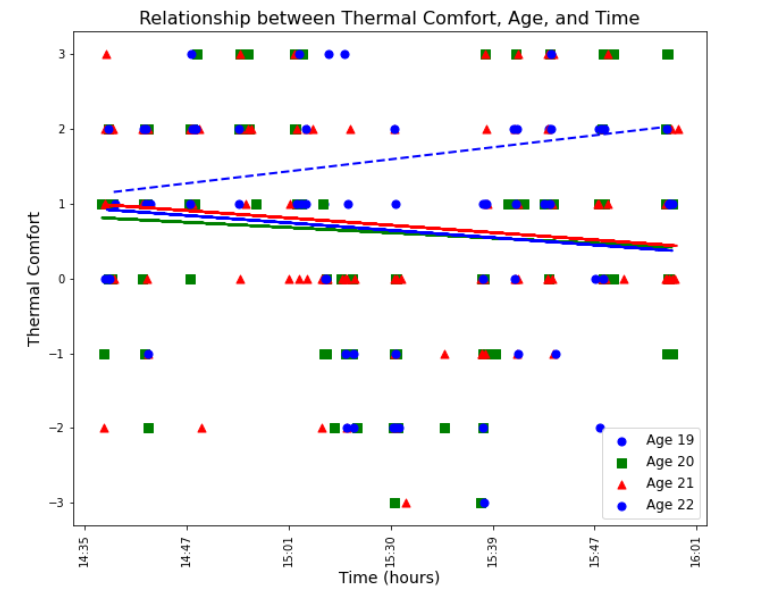 Relationship between Thermal Comfort, Age, and Time
Thermal Comfort
3
2
1
0
−1
−2
−3
Age 19
Age 20
Age 21
Age 22
14:35
14:47
15:01
15:30
15:39
15:47
16:01
Time (hours)